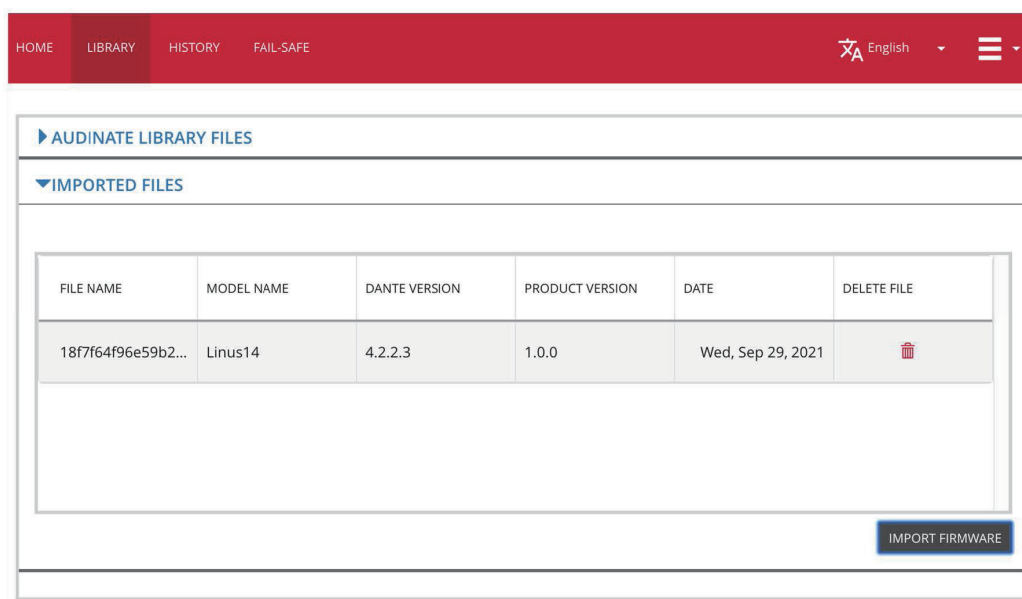 HOME LIBRARY HISTORY FAIL-SAFE English
AUDINATE LIBRARY FILES
IMPORTED FILES
FILE NAME MODEL NAME DANTE VERSION PRODUCT VERSION DATE DELETE FILE
18f7f64f96e59b2... Linus14 4.2.2.3 1.0.0 Wed, Sep 29, 2021
IMPORT FIRMWARE